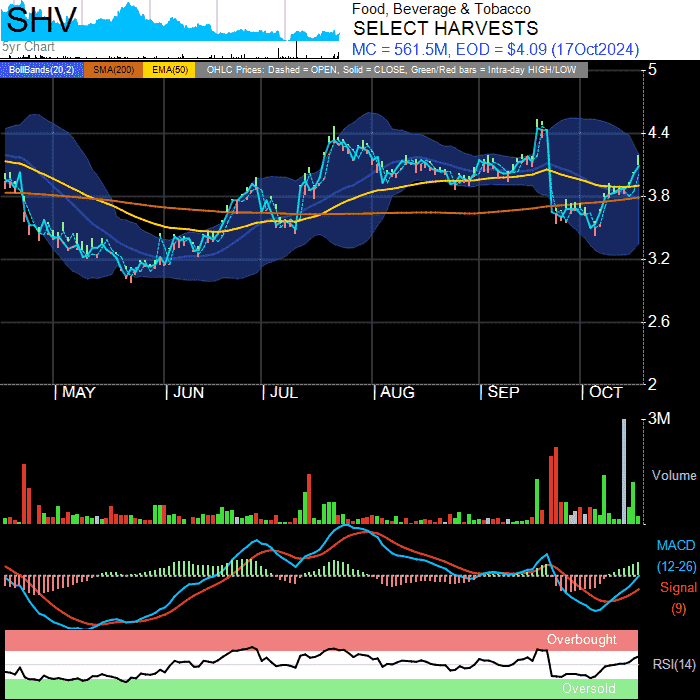 SHV
5yr Chart
Food, Beverage & Tobacco
SELECT HARVESTS
MC = 561.5M, EOD = $4.09 (17Oct2024)
BollBands(20,2) SMA(200) EMA(50) OHLC Prices: Dashed = OPEN, Solid = CLOSE, Green/Red bars = Intra-day HIGH/LOW
5
4.4
3.8
3.2
2.6
2
MAY JUN JUL AUG SEP OCT
3M
Volume
MACD
(12-26)
Signal
(9)
Overbought
RSI(14)
Oversold